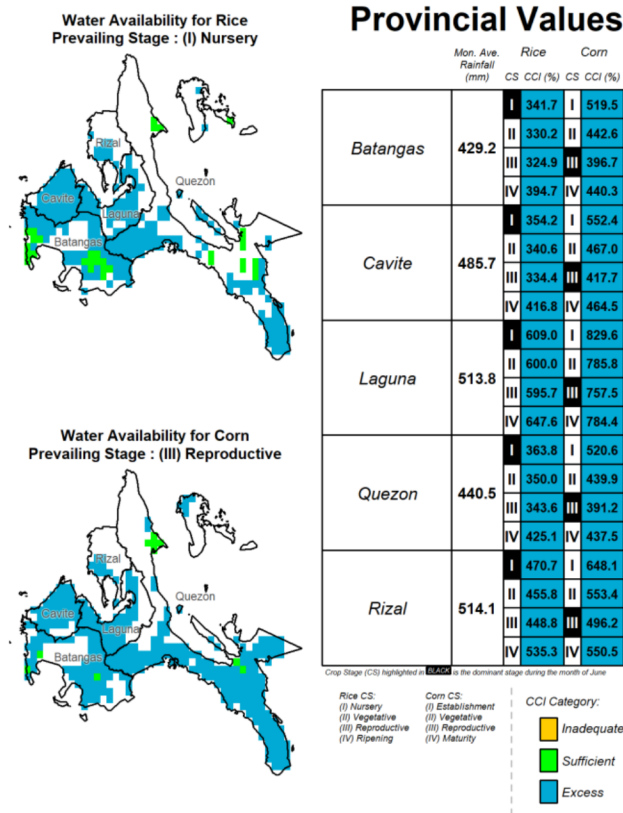 Water Availability for Rice
Prevailing Stage : (I) Nursery
Rizal
Quezon
Cavite
Laguna
Batangas
Water Availability for Corn
Prevailing Stage : (III) Reproductive
Rizal
Quezon
Cavite
Laguna
Batangas
Provincial Values
Mon. Ave. Rice Corn
Rainfall
(mm) CS CCI (%) CS CCI (%)
Batangas 429.2
I 341.7 I 519.5
II 330.2 II 442.6
III 324.9 III 396.7
IV 394.7 IV 440.3
Cavite 485.7
I 354.2 I 552.4
II 340.6 II 467.0
III 334.4 III 417.7
IV 416.8 IV 464.5
Laguna 513.8
I 609.0 I 829.6
II 600.0 II 785.8
III 595.7 III 757.5
IV 647.6 IV 784.4
Quezon 440.5
I 363.8 I 520.6
II 350.0 II 439.9
III 343.6 III 391.2
IV 425.1 IV 437.5
Rizal 514.1
I 470.7 I 648.1
II 455.8 II 553.4
III 448.8 III 496.2
IV 535.3 IV 550.5
Crop Stage (CS) highlighted in BLACK is the dominant stage during the month of June
Rice CS: Corn CS:
(I) Nursery (I) Establishment
(II) Vegetative (II) Vegetative
(III) Reproductive (III) Reproductive
(IV) Ripening (IV) Maturity
CCI Category:
Inadequate
Sufficient
Excess